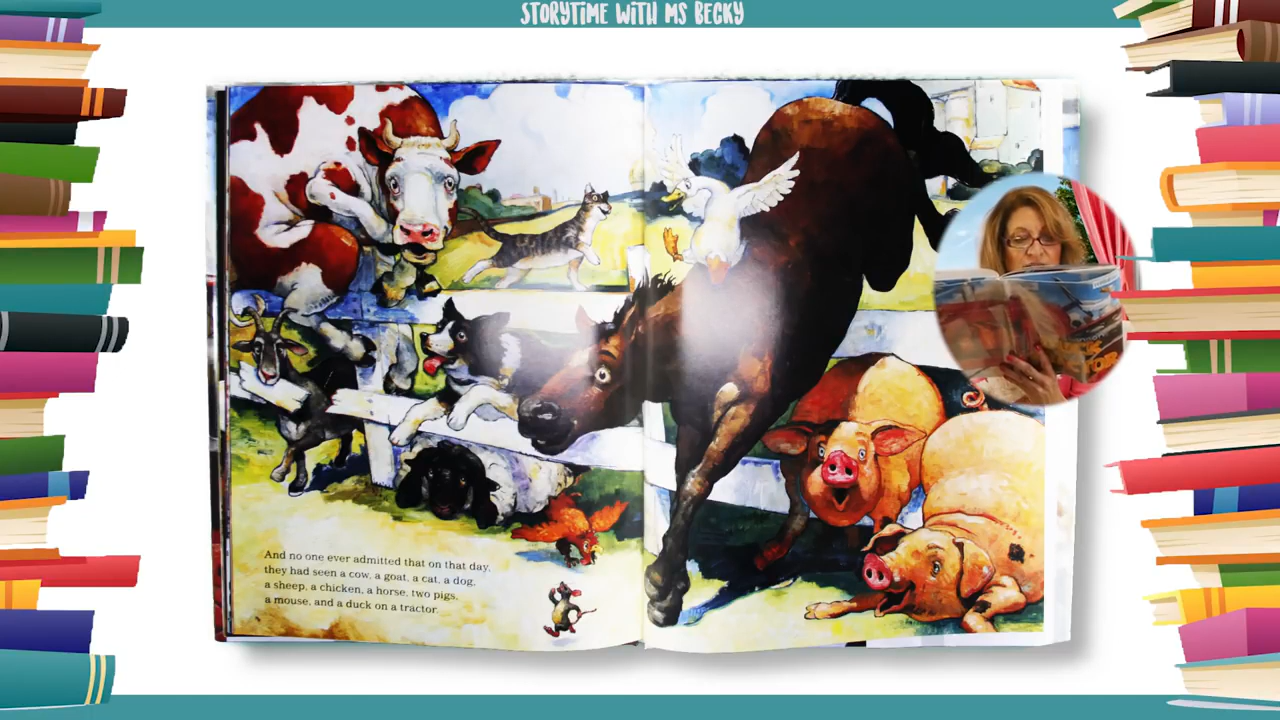 STORYTIME WITH MS BECKY
And no one ever admitted that on that day,
they had seen a cow, a goat, a cat, a dog,
a sheep, a chicken, a horse, two pigs,
a mouse, and a duck on a tractor.